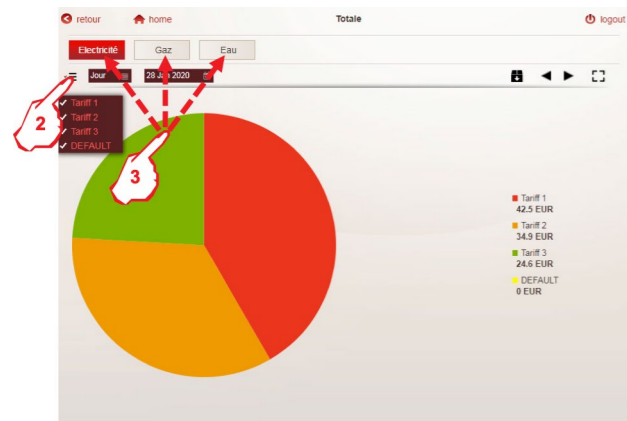 retour home Totale logout
Electricité Gaz Eau
Jour 28 Jan 2020
Tariff 1
Tariff 2
Tariff 3
DEFAULT
2
3
Tariff 1
42.5 EUR
Tariff 2
34.9 EUR
Tariff 3
24.6 EUR
DEFAULT
0 EUR